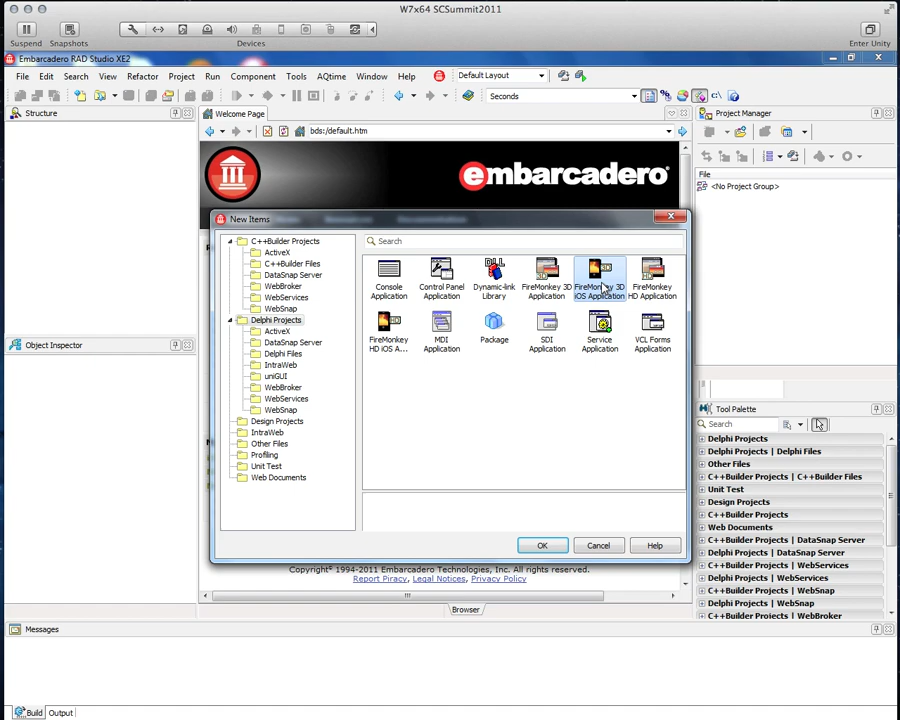 W7x64 SCSummit2011
Suspend
Snapshots
Devices
Enter Unity
Embarcadero RAD Studio XE2
File Edit Search View Refactor Project Run Component Tools AQtime Window Help
Default Layout
Seconds
Structure
Welcome Page
bds:/default.htm
embarcadero®
Project Manager
File
<No Project Group>
New Items
C++Builder Projects
ActiveX
C++Builder Files
DataSnap Server
WebBroker
WebServices
WebSnap
Delphi Projects
ActiveX
DataSnap Server
Delphi Files
IntraWeb
uniGUI
WebBroker
WebServices
WebSnap
Design Projects
IntraWeb
Other Files
Profiling
Unit Test
Web Documents
Search
Console Application
Control Panel Application
Dynamic-link Library
FireMonkey 3D Application
FireMonkey 3D iOS Application
FireMonkey HD Application
FireMonkey HD iOS A...
MDI Application
Package
SDI Application
Service Application
VCL Forms Application
OK
Cancel
Help
Object Inspector
Copyright© 1994-2011 Embarcadero Technologies, Inc. All rights reserved.
Report Piracy, Legal Notices, Privacy Policy
Browser
Tool Palette
Search
Delphi Projects
Delphi Projects | Delphi Files
Other Files
C++Builder Projects | C++Builder Files
Unit Test
Design Projects
C++Builder Projects
Web Documents
C++Builder Projects | DataSnap Server
Delphi Projects | DataSnap Server
C++Builder Projects | WebServices
Delphi Projects | WebServices
C++Builder Projects | WebSnap
Delphi Projects | WebSnap
C++Builder Projects | WebBroker
Messages
Build
Output